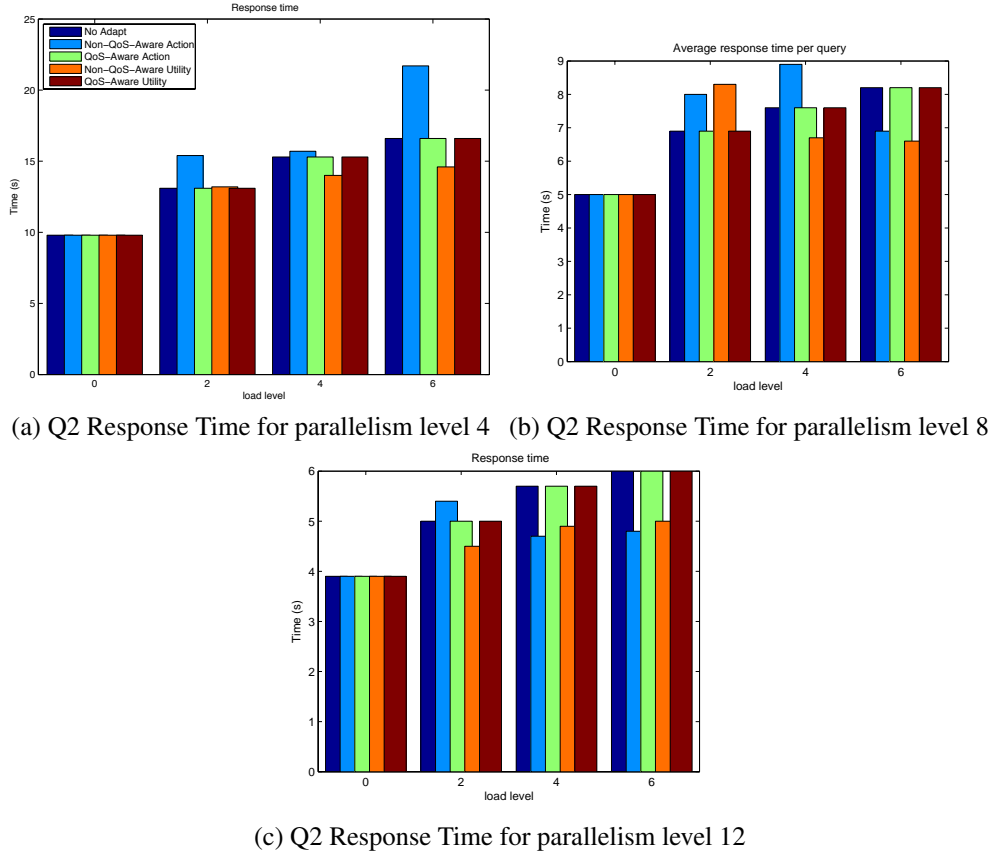 Response time
25
20
15
10
5
0
Time (s)
No Adapt
Non-QoS-Aware Action
QoS-Aware Action
Non-QoS-Aware Utility
QoS-Aware Utility
0 2 4 6
load level
Average response time per query
9
8
7
6
5
4
3
2
1
0
Time (s)
0 2 4 6
load level
(a) Q2 Response Time for parallelism level 4 (b) Q2 Response Time for parallelism level 8
Response time
6
5
4
3
2
1
0
Time (s)
0 2 4 6
load level
(c) Q2 Response Time for parallelism level 12